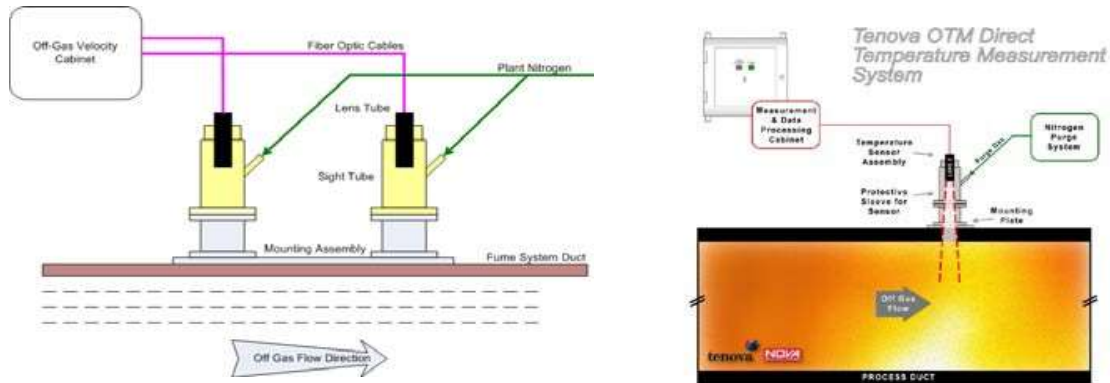 Off-Gas Velocity
Cabinet
Fiber Optic Cables
Plant Nitrogen
Lens Tube
Sight Tube
Mounting Assembly
Fume System Duct
Off Gas Flow Direction
Tenova OTM Direct
Temperature Measurement
System
Measurement
& Data
Processing
Cabinet
Nitrogen
Purge
System
Temperature
Sensor
Assembly
Purge Gas
Protective
Sleeve for
Sensor
Mounting
Plate
Off Gas
Flow
tenova
NOVA
PROCESS DUCT